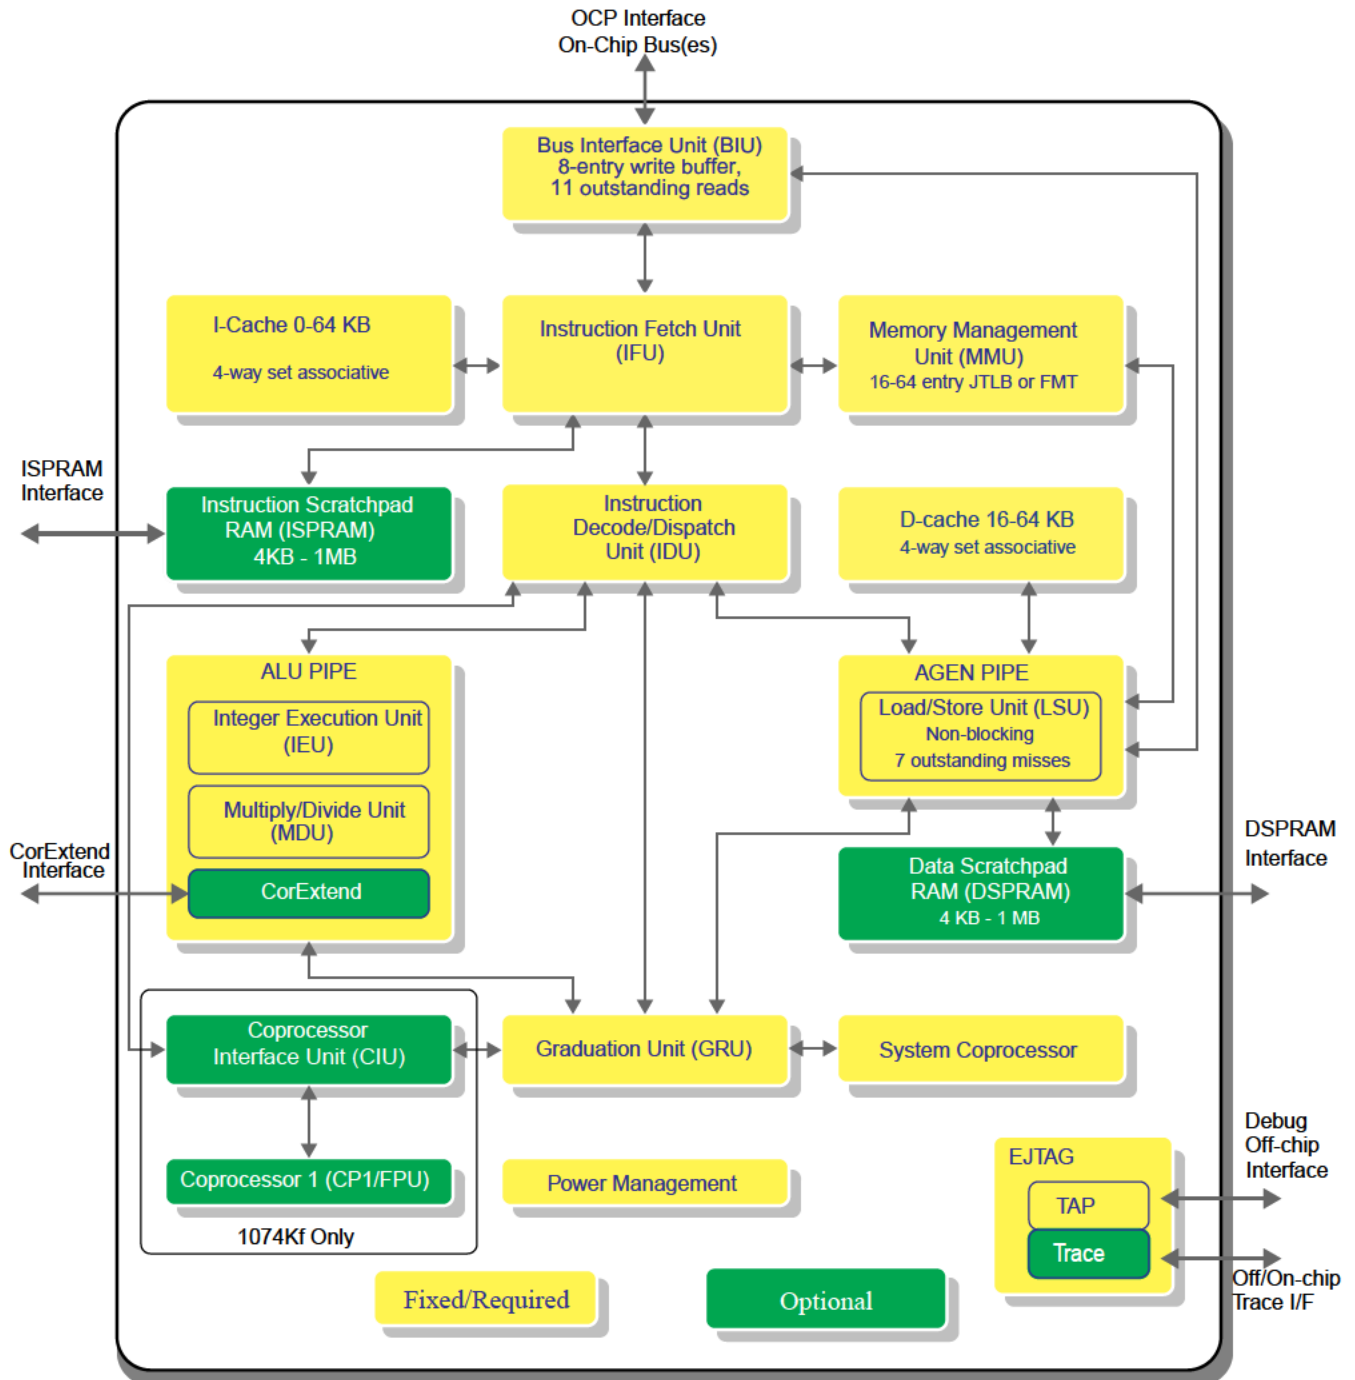 OCP Interface
On-Chip Bus(es)
Bus Interface Unit (BIU)
8-entry write buffer,
11 outstanding reads
I-Cache 0-64 KB
4-way set associative
Instruction Fetch Unit
(IFU)
Memory Management
Unit (MMU)
16-64 entry JTLB or FMT
ISPRAM
Interface
Instruction Scratchpad
RAM (ISPRAM)
4KB - 1MB
Instruction
Decode/Dispatch
Unit (IDU)
D-cache 16-64 KB
4-way set associative
ALU PIPE
Integer Execution Unit
(IEU)
Multiply/Divide Unit
(MDU)
CorExtend
CorExtend
Interface
AGEN PIPE
Load/Store Unit (LSU)
Non-blocking
7 outstanding misses
Data Scratchpad
RAM (DSPRAM)
4 KB - 1 MB
DSPRAM
Interface
Coprocessor
Interface Unit (CIU)
Graduation Unit (GRU)
System Coprocessor
Coprocessor 1 (CP1/FPU)
1074Kf Only
Power Management
EJTAG
TAP
Trace
Debug
Off-chip
Interface
Off/On-chip
Trace I/F
Fixed/Required
Optional